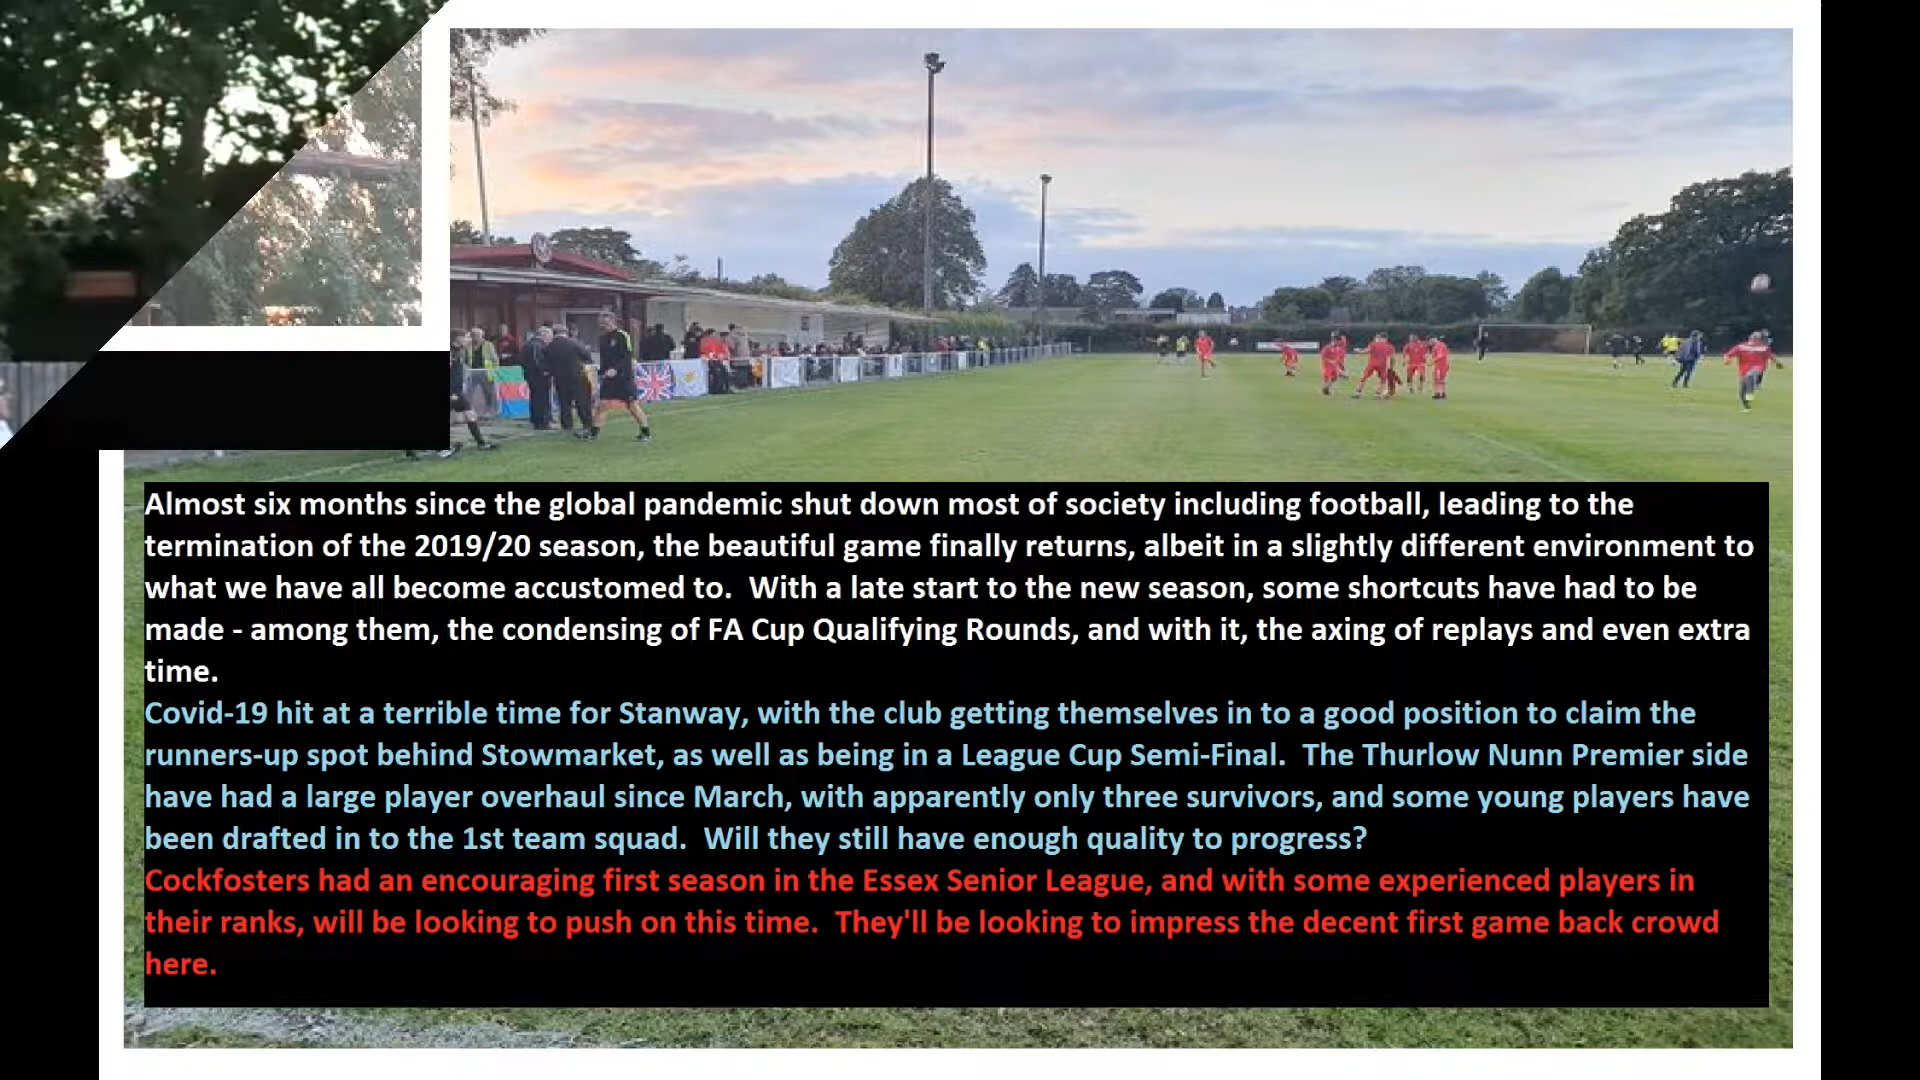 Almost six months since the global pandemic shut down most of society including football, leading to the
termination of the 2019/20 season, the beautiful game finally returns, albeit in a slightly different environment to
what we have all become accustomed to.  With a late start to the new season, some shortcuts have had to be
made - among them, the condensing of FA Cup Qualifying Rounds, and with it, the axing of replays and even extra
time.
Covid-19 hit at a terrible time for Stanway, with the club getting themselves in to a good position to claim the
runners-up spot behind Stowmarket, as well as being in a League Cup Semi-Final.  The Thurlow Nunn Premier side
have had a large player overhaul since March, with apparently only three survivors, and some young players have
been drafted in to the 1st team squad.  Will they still have enough quality to progress?
Cockfosters had an encouraging first season in the Essex Senior League, and with some experienced players in
their ranks, will be looking to push on this time.  They'll be looking to impress the decent first game back crowd
here.